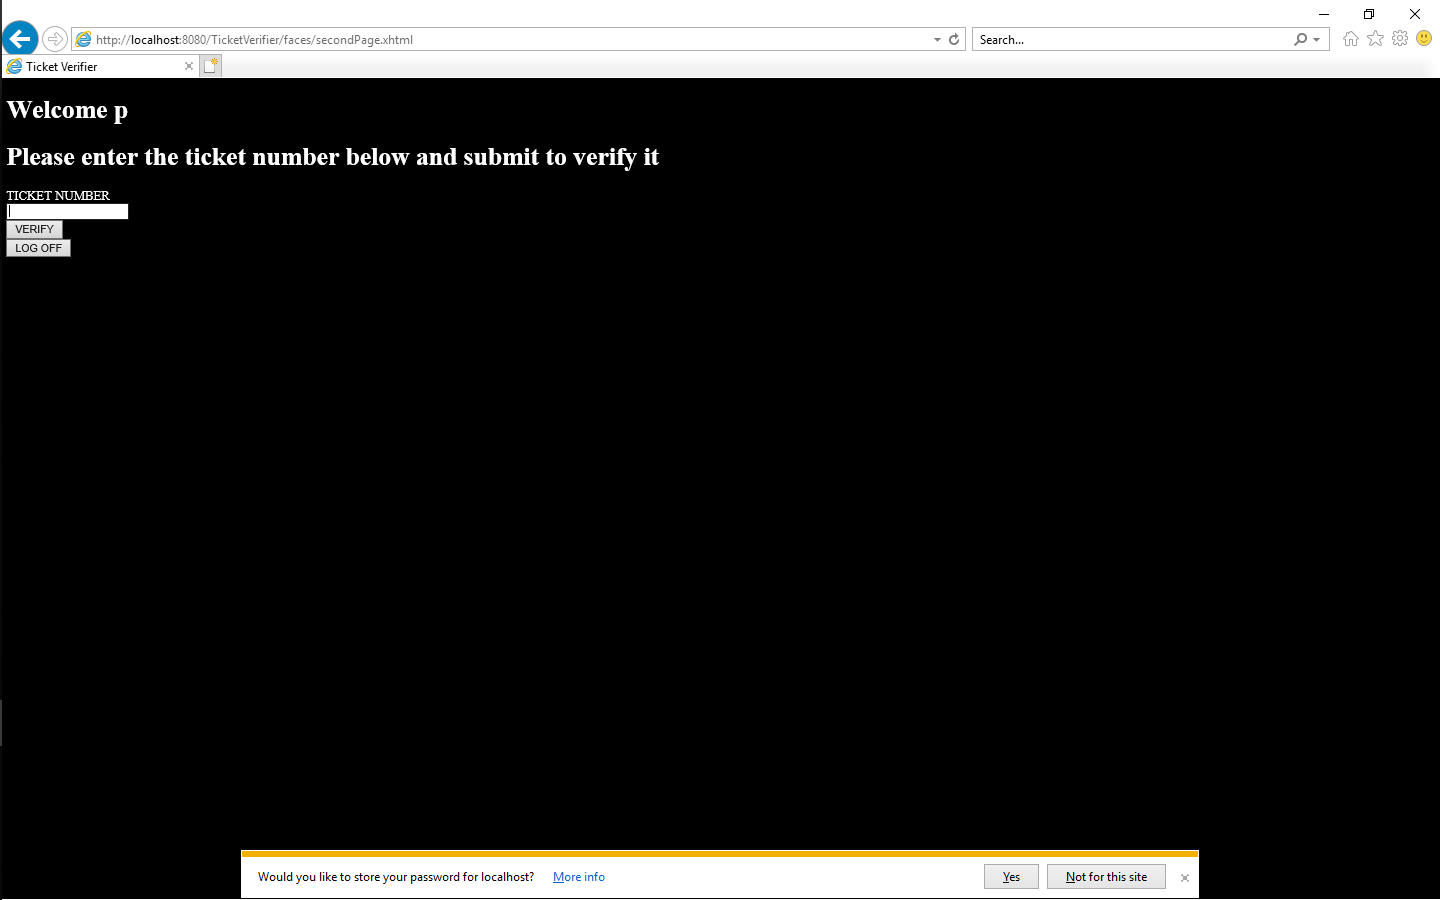 http://localhost:8080/TicketVerifier/faces/secondPage.xhtml
Search...
Ticket Verifier
Welcome p
Please enter the ticket number below and submit to verify it
TICKET NUMBER
VERIFY
LOG OFF
Would you like to store your password for localhost? More info Yes Not for this site